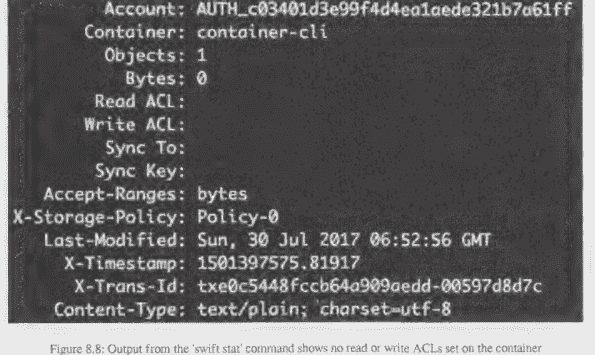 Account: AUTH_c03401d3e99f4d4ea1aede321b7a61ff
Container: container-cli
Objects: 1
Bytes: 0
Read ACL:
Write ACL:
Sync To:
Sync Key:
Accept-Ranges: bytes
X-Storage-Policy: Policy-0
Last-Modified: Sun, 30 Jul 2017 06:52:56 GMT
X-Timestamp: 1501397575.81917
X-Trans-Id: txe0c5448fccb64a909aedd-00597d8d7c
Content-Type: text/plain; charset=utf-8
Figure 8.8: Output from the 'swift stat' command shows no read or write ACLs set on the container